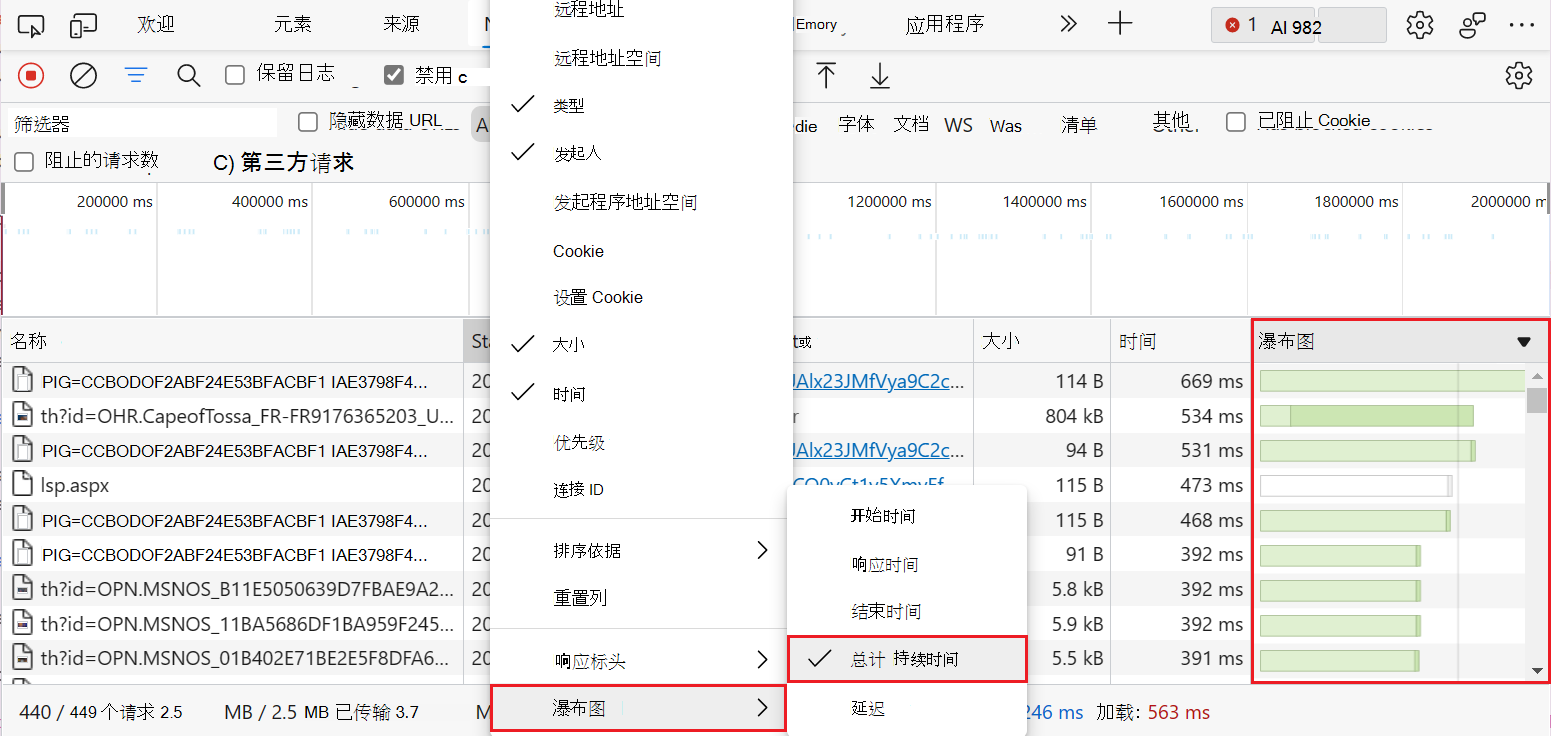 欢迎 元素 来源 Emory 应用程序 1 AI 982
保留日志 禁用 c
筛选器 隐藏数据 URL 字体 文档 WS Was 清单 其他 已阻止 Cookie
阻止的请求数 C) 第三方请求
200000 ms 400000 ms 600000 ms 1200000 ms 1400000 ms 1600000 ms 1800000 ms 2000000 m
名称 大小 时间 瀑布图
PIG=CCBODOF2ABF24E53BFACBF1 IAE3798F4... 20 JAlx23JMfVya9C2c... 114 B 669 ms
th?id=OHR.CapeofTossa_FR-FR9176365203_U... 20 r 804 kB 534 ms
PIG=CCBODOF2ABF24E53BFACBF1 IAE3798F4... 20 JAlx23JMfVya9C2c... 94 B 531 ms
lsp.aspx 20 115 B 473 ms
PIG=CCBODOF2ABF24E53BFACBF1 IAE3798F4... 20 115 B 468 ms
PIG=CCBODOF2ABF24E53BFACBF1 IAE3798F4... 20 91 B 392 ms
th?id=OPN.MSNOS_B11E5050639D7FBAE9A2... 20 5.8 kB 392 ms
th?id=OPN.MSNOS_11BA5686DF1BA959F245... 20 5.9 kB 392 ms
th?id=OPN.MSNOS_01B402E71BE2E5F8DFA6... 20 5.5 kB 391 ms
440 / 449 个请求 2.5 MB / 2.5 MB 已传输 3.7 M 246 ms 加载: 563 ms
远程地址
远程地址空间
类型
发起人
发起程序地址空间
Cookie
设置 Cookie
大小
时间
优先级
连接 ID
排序依据
重置列
响应标头
瀑布图
开始时间
响应时间
结束时间
总计 持续时间
延迟